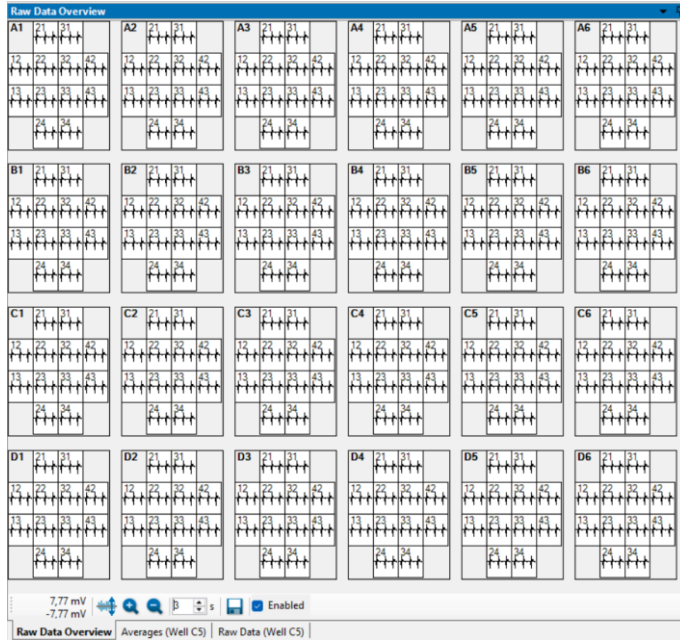 Raw Data Overview
A1 21 31 A2 21 31 A3 21 31 A4 21 31 A5 21 31 A6 21 31
12 22 32 42 12 22 32 42 12 22 32 42 12 22 32 42 12 22 32 42 12 22 32 42
13 23 33 43 13 23 33 43 13 23 33 43 13 23 33 43 13 23 33 43 13 23 33 43
24 34 24 34 24 34 24 34 24 34 24 34
B1 21 31 B2 21 31 B3 21 31 B4 21 31 B5 21 31 B6 21 31
12 22 32 42 12 22 32 42 12 22 32 42 12 22 32 42 12 22 32 42 12 22 32 42
13 23 33 43 13 23 33 43 13 23 33 43 13 23 33 43 13 23 33 43 13 23 33 43
24 34 24 34 24 34 24 34 24 34 24 34
C1 21 31 C2 21 31 C3 21 31 C4 21 31 C5 21 31 C6 21 31
12 22 32 42 12 22 32 42 12 22 32 42 12 22 32 42 12 22 32 42 12 22 32 42
13 23 33 43 13 23 33 43 13 23 33 43 13 23 33 43 13 23 33 43 13 23 33 43
24 34 24 34 24 34 24 34 24 34 24 34
D1 21 31 D2 21 31 D3 21 31 D4 21 31 D5 21 31 D6 21 31
12 22 32 42 12 22 32 42 12 22 32 42 12 22 32 42 12 22 32 42 12 22 32 42
13 23 33 43 13 23 33 43 13 23 33 43 13 23 33 43 13 23 33 43 13 23 33 43
24 34 24 34 24 34 24 34 24 34 24 34
7,77 mV
-7,77 mV
3 s Enabled
Raw Data Overview Averages (Well C5) Raw Data (Well C5)